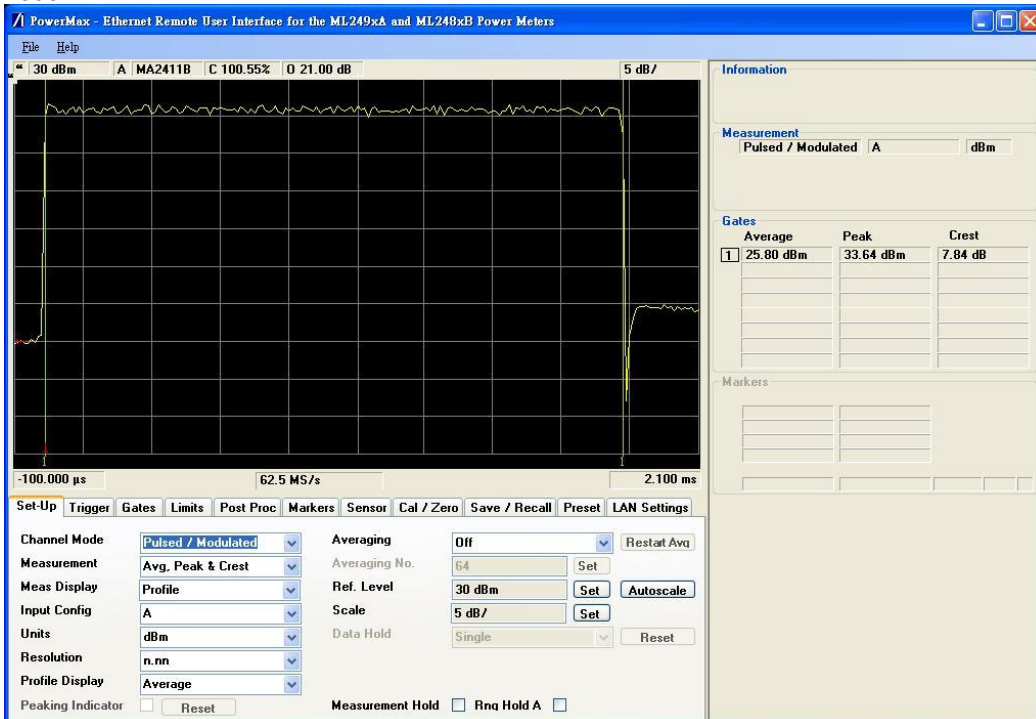 PowerMax - Ethernet Remote User Interface for the ML249xA and ML248xB Power Meters
File Help
30 dBm A MA2411B C 100.55% O 21.00 dB 5 dB/
1 1
-100.000 µs 62.5 MS/s 2.100 ms
Information
Measurement
Pulsed / Modulated A dBm
Gates
Average Peak Crest
1 25.80 dBm 33.64 dBm 7.84 dB
Markers
Set-Up Trigger Gates Limits Post Proc Markers Sensor Cal / Zero Save / Recall Preset LAN Settings
Channel Mode Pulsed / Modulated Averaging Off Restart Avg
Measurement Avg, Peak & Crest Averaging No. 64 Set
Meas Display Profile Ref. Level 30 dBm Set Autoscale
Input Config A Scale 5 dB/ Set
Units dBm Data Hold Single Reset
Resolution n.nn
Profile Display Average
Peaking Indicator Reset Measurement Hold Rng Hold A